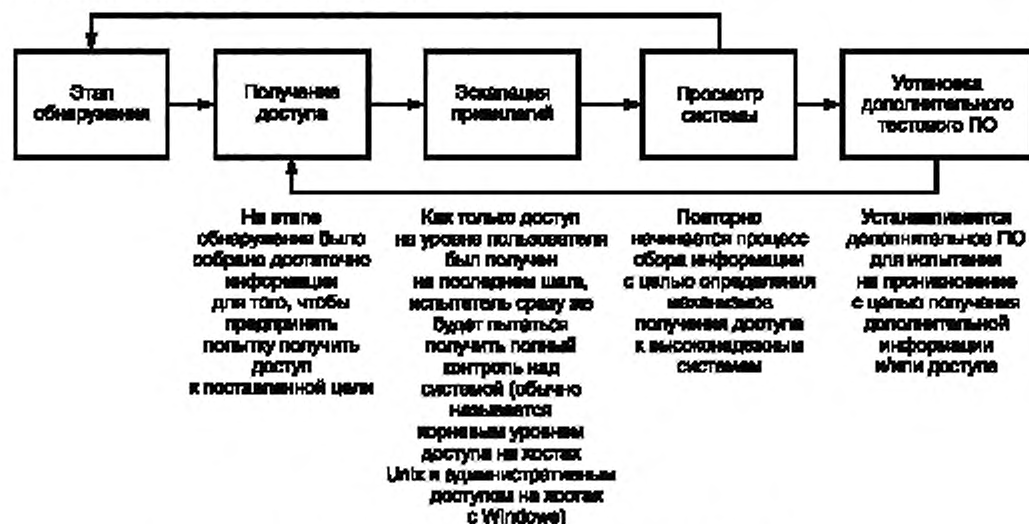 Этап
обнаружения
Получение
доступа
Эскалация
привилегий
Просмотр
системы
Установка
дополнительного
тестового ПО
На этапе
обнаружения было
собрано достаточно
информации
для того, чтобы
предпринять
попытку получить
доступ
к поставленной цели
Как только доступ
на уровне пользователя
был получен
на последнем шаге,
испытатель сразу же
будет пытаться
получить полный
контроль над
системой (обычно
называется
корневым уровнем
доступа на хостах
Unix и административным
доступом на хостах
с Windows)
Повторно
начинается процесс
сбора информации
с целью определения
механизмов
получения доступа
к высоконадежным
системам
Устанавливается
дополнительное ПО
для испытания
на проникновение
с целью получения
дополнительной
информации
и/или доступа